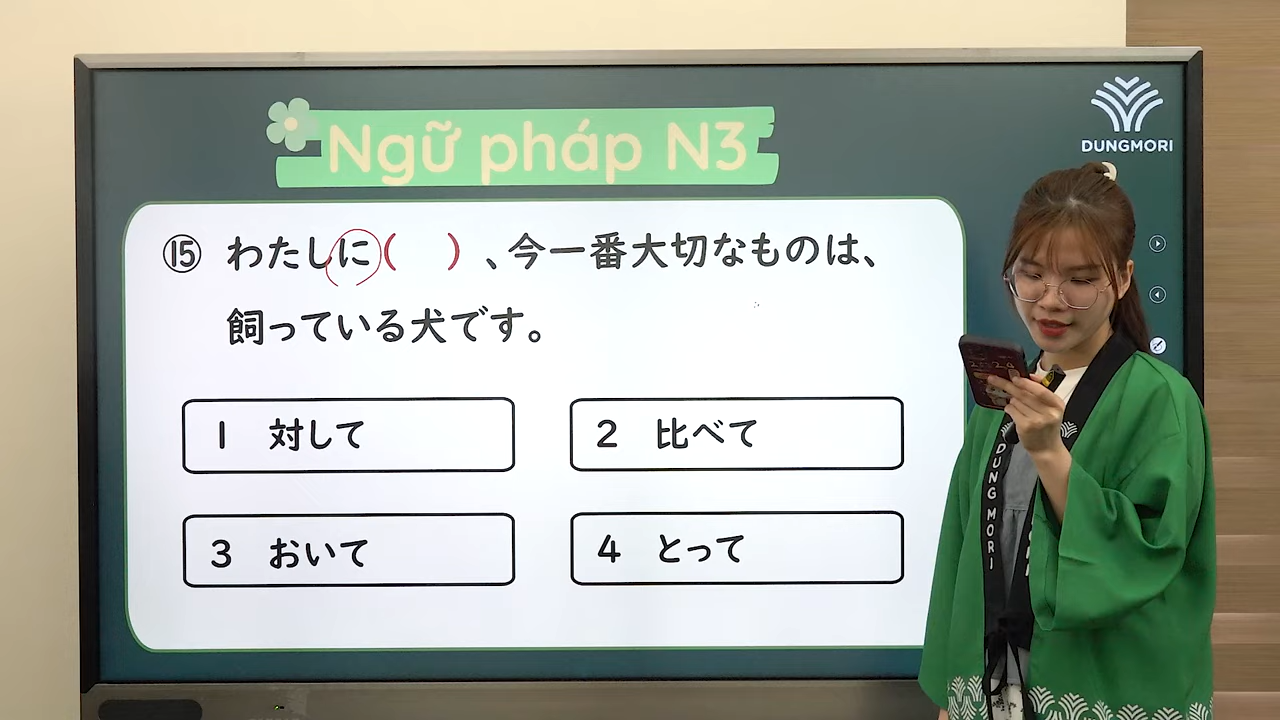 Ngữ pháp N3
DUNGMORI
⑮ わたしに( )、今一番大切なものは、
飼っている犬です。
1 対して
2 比べて
3 おいて
4 とって
DUNGMORI